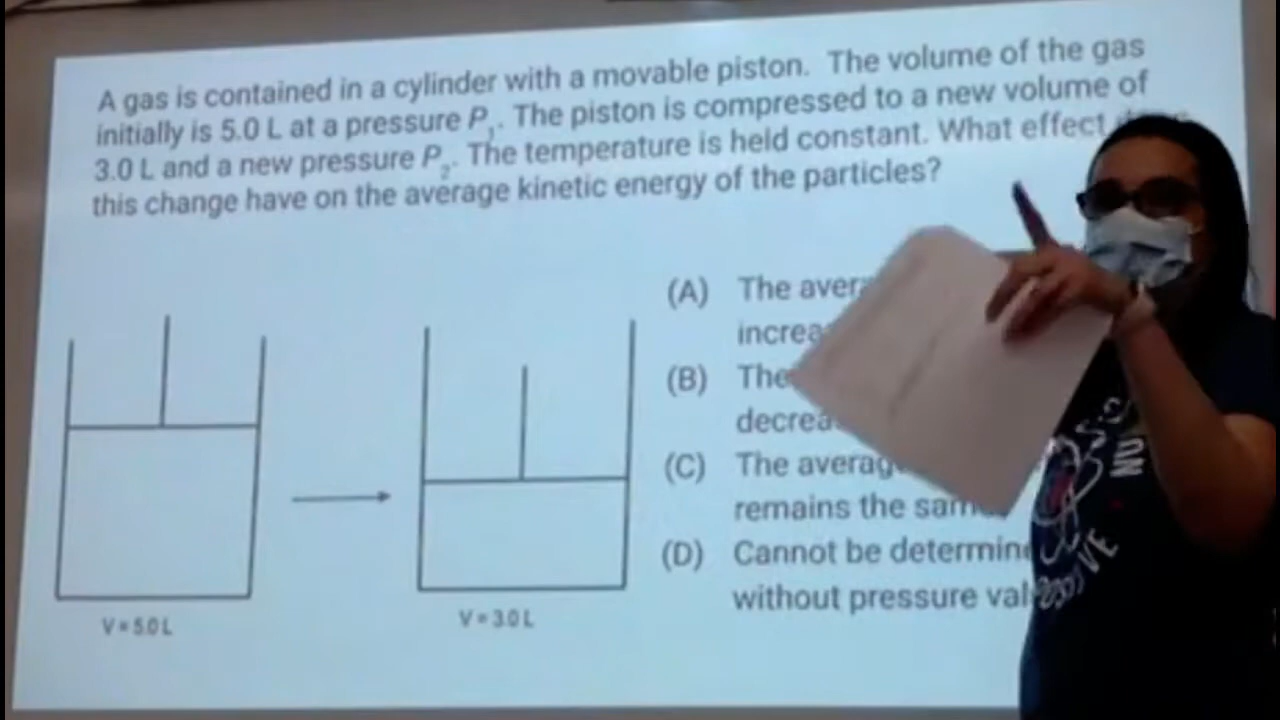 A gas is contained in a cylinder with a movable piston. The volume of the gas
initially is 5.0 L at a pressure P₁. The piston is compressed to a new volume of
3.0 L and a new pressure P₂. The temperature is held constant. What effect
this change have on the average kinetic energy of the particles?
(A) The aver
increa
(B) The
decrea
(C) The averag
remains the sam
(D) Cannot be determin
without pressure val
V = 5.0 L
V = 3.0 L